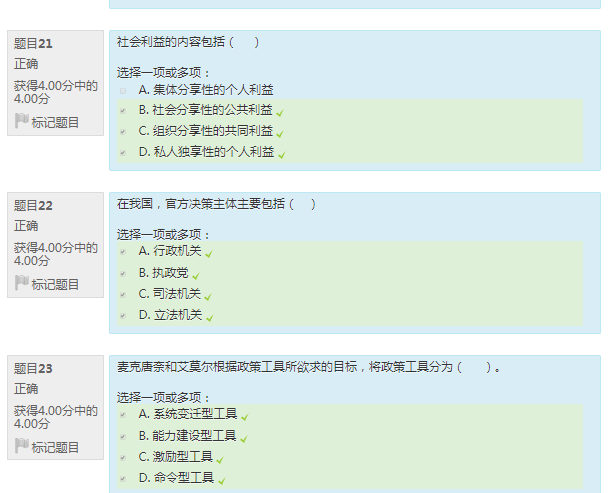 题目21
正确
获得4.00分中的
4.00分
标记题目
社会利益的内容包括（ ）
选择一项或多项：
A. 集体分享性的个人利益
B. 社会分享性的公共利益
C. 组织分享性的共同利益
D. 私人独享性的个人利益
题目22
正确
获得4.00分中的
4.00分
标记题目
在我国，官方决策主体主要包括（ ）
选择一项或多项：
A. 行政机关
B. 执政党
C. 司法机关
D. 立法机关
题目23
正确
获得4.00分中的
4.00分
标记题目
麦克唐奈和艾莫尔根据政策工具所欲求的目标，将政策工具分为（ ）。
选择一项或多项：
A. 系统变迁型工具
B. 能力建设型工具
C. 激励型工具
D. 命令型工具